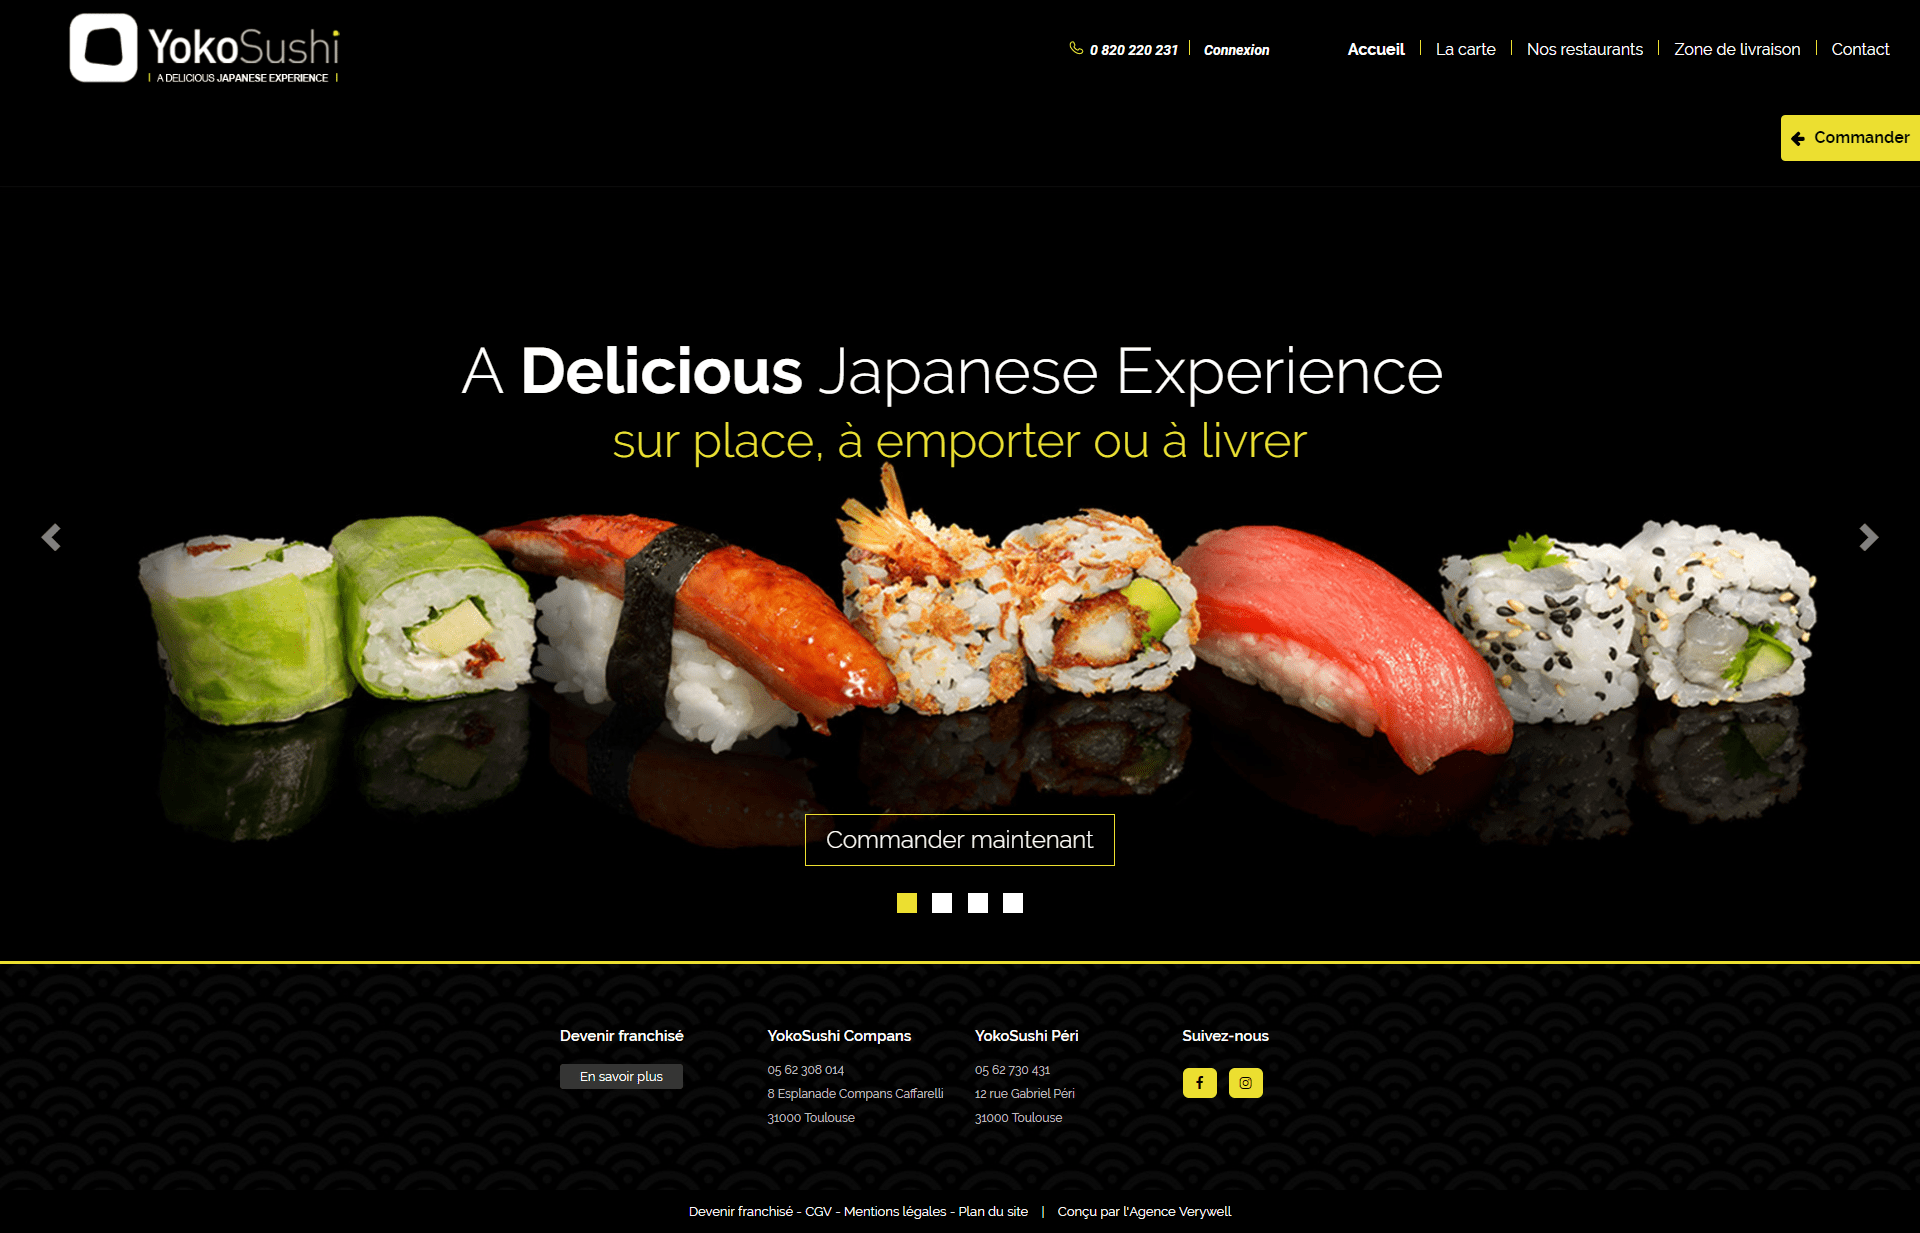 YokoSushi
A DELICIOUS JAPANESE EXPERIENCE
0 820 220 231
Connexion
Accueil
La carte
Nos restaurants
Zone de livraison
Contact
Commander
A Delicious Japanese Experience
sur place, à emporter ou à livrer
Commander maintenant
Devenir franchisé
En savoir plus
YokoSushi Compans
05 62 308 014
8 Esplanade Compans Caffarelli
31000 Toulouse
YokoSushi Péri
05 62 730 431
12 rue Gabriel Péri
31000 Toulouse
Suivez-nous
Devenir franchisé - CGV - Mentions légales - Plan du site | Conçu par l'Agence Verywell